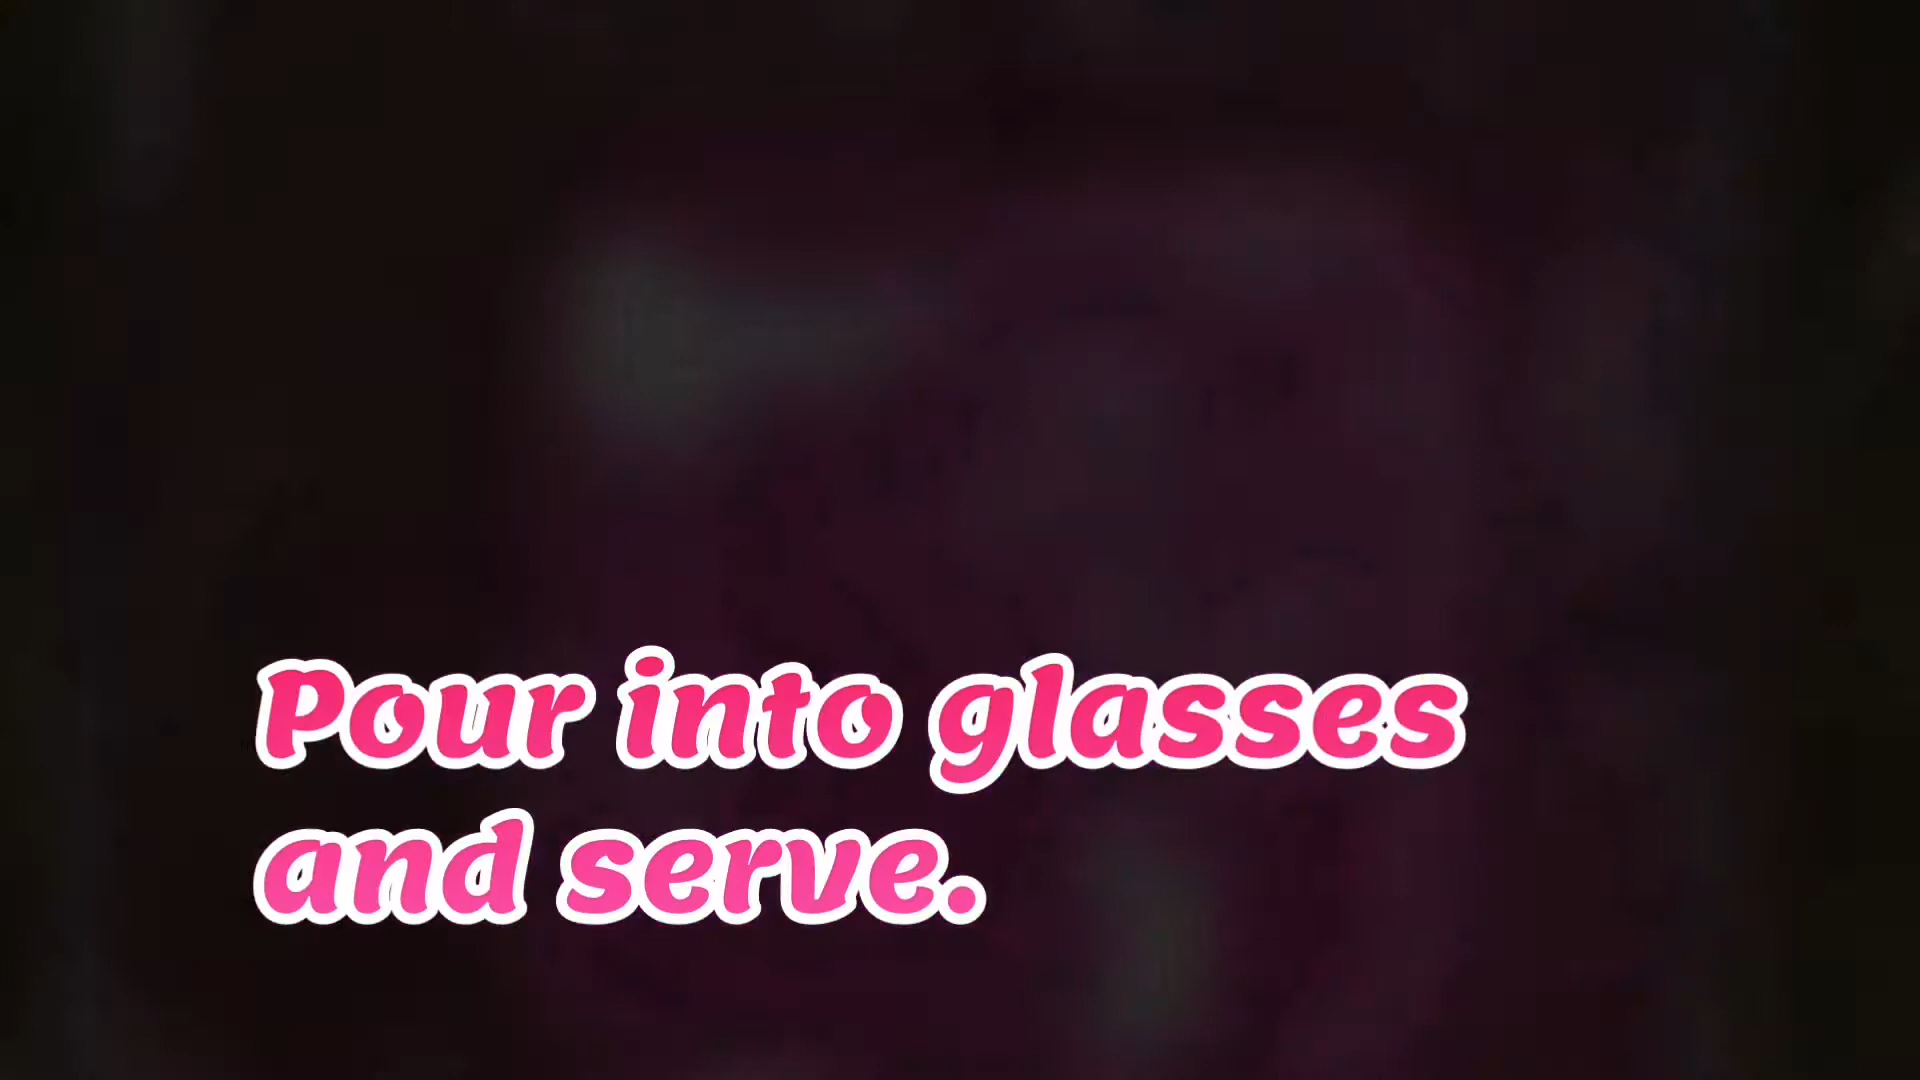 Pour into glasses
and serve.